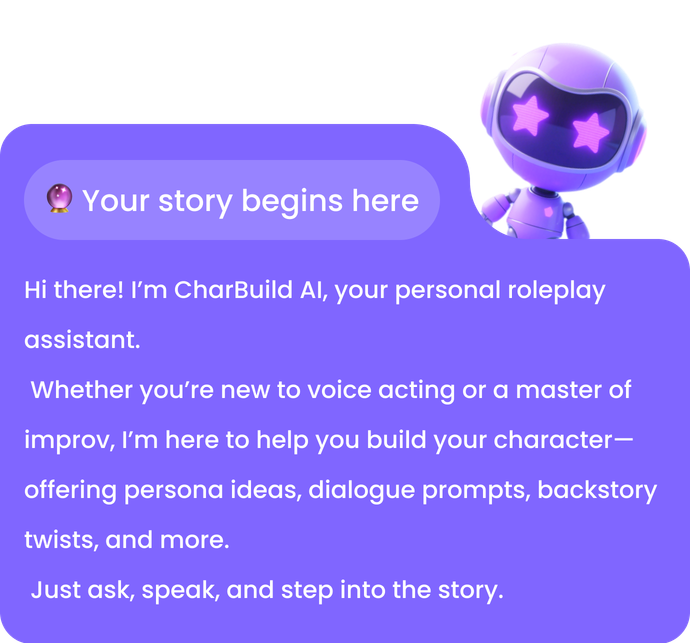 Your story begins here
Hi there! I’m CharBuild AI, your personal roleplay
assistant.
Whether you’re new to voice acting or a master of
improv, I’m here to help you build your character—
offering persona ideas, dialogue prompts, backstory
twists, and more.
Just ask, speak, and step into the story.